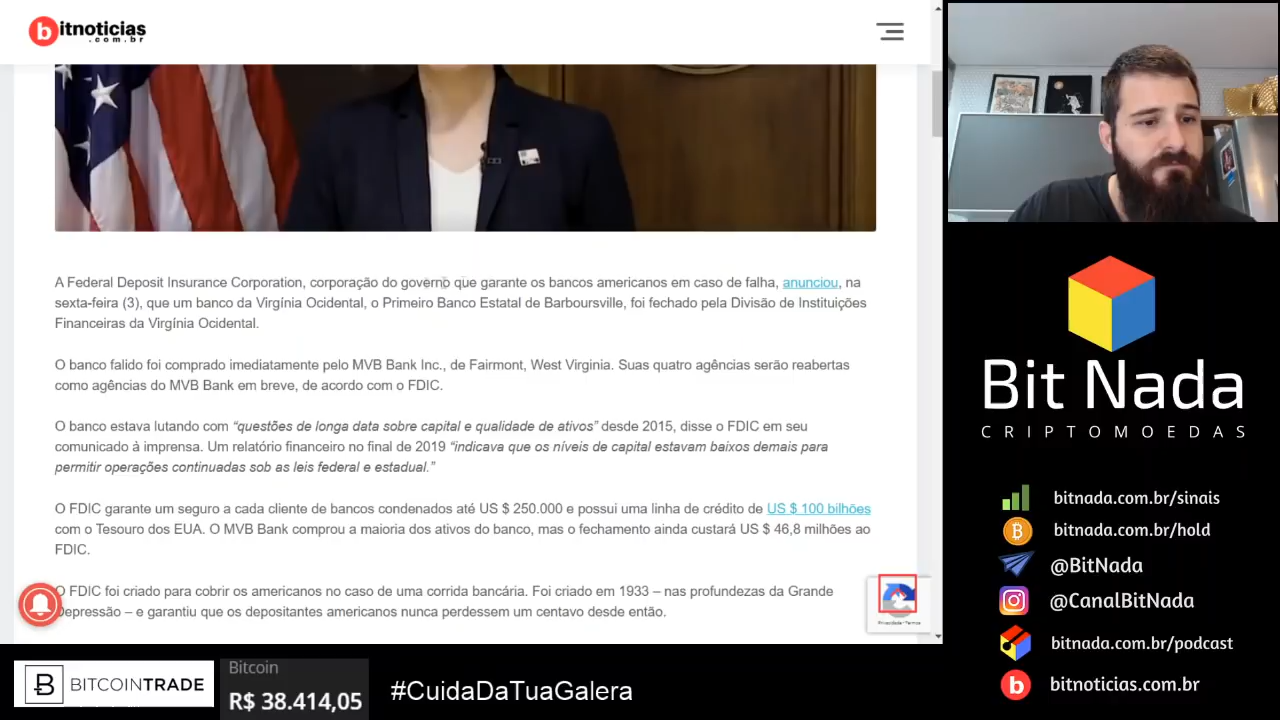 bitnoticias
.com.br
A Federal Deposit Insurance Corporation, corporação do governo que garante os bancos americanos em caso de falha, anunciou, na
sexta-feira (3), que um banco da Virgínia Ocidental, o Primeiro Banco Estatal de Barboursville, foi fechado pela Divisão de Instituições
Financeiras da Virgínia Ocidental.
O banco falido foi comprado imediatamente pelo MVB Bank Inc., de Fairmont, West Virginia. Suas quatro agências serão reabertas
como agências do MVB Bank em breve, de acordo com o FDIC.
O banco estava lutando com “questões de longa data sobre capital e qualidade de ativos” desde 2015, disse o FDIC em seu
comunicado à imprensa. Um relatório financeiro no final de 2019 “indicava que os níveis de capital estavam baixos demais para
permitir operações continuadas sob as leis federal e estadual.”
O FDIC garante um seguro a cada cliente de bancos condenados até US $ 250.000 e possui uma linha de crédito de US $ 100 bilhões
com o Tesouro dos EUA. O MVB Bank comprou a maioria dos ativos do banco, mas o fechamento ainda custará US $ 46,8 milhões ao
FDIC.
O FDIC foi criado para cobrir os americanos no caso de uma corrida bancária. Foi criado em 1933 – nas profundezas da Grande
Depressão – e garantiu que os depositantes americanos nunca perdessem um centavo desde então.
Privacidade - Termos
Bit Nada
CRIPTOMOEDAS
bitnada.com.br/sinais
bitnada.com.br/hold
@BitNada
@CanalBitNada
bitnada.com.br/podcast
bitnoticias.com.br
BITCOINTRADE
Bitcoin
R$ 38.414,05
#CuidaDaTuaGalera